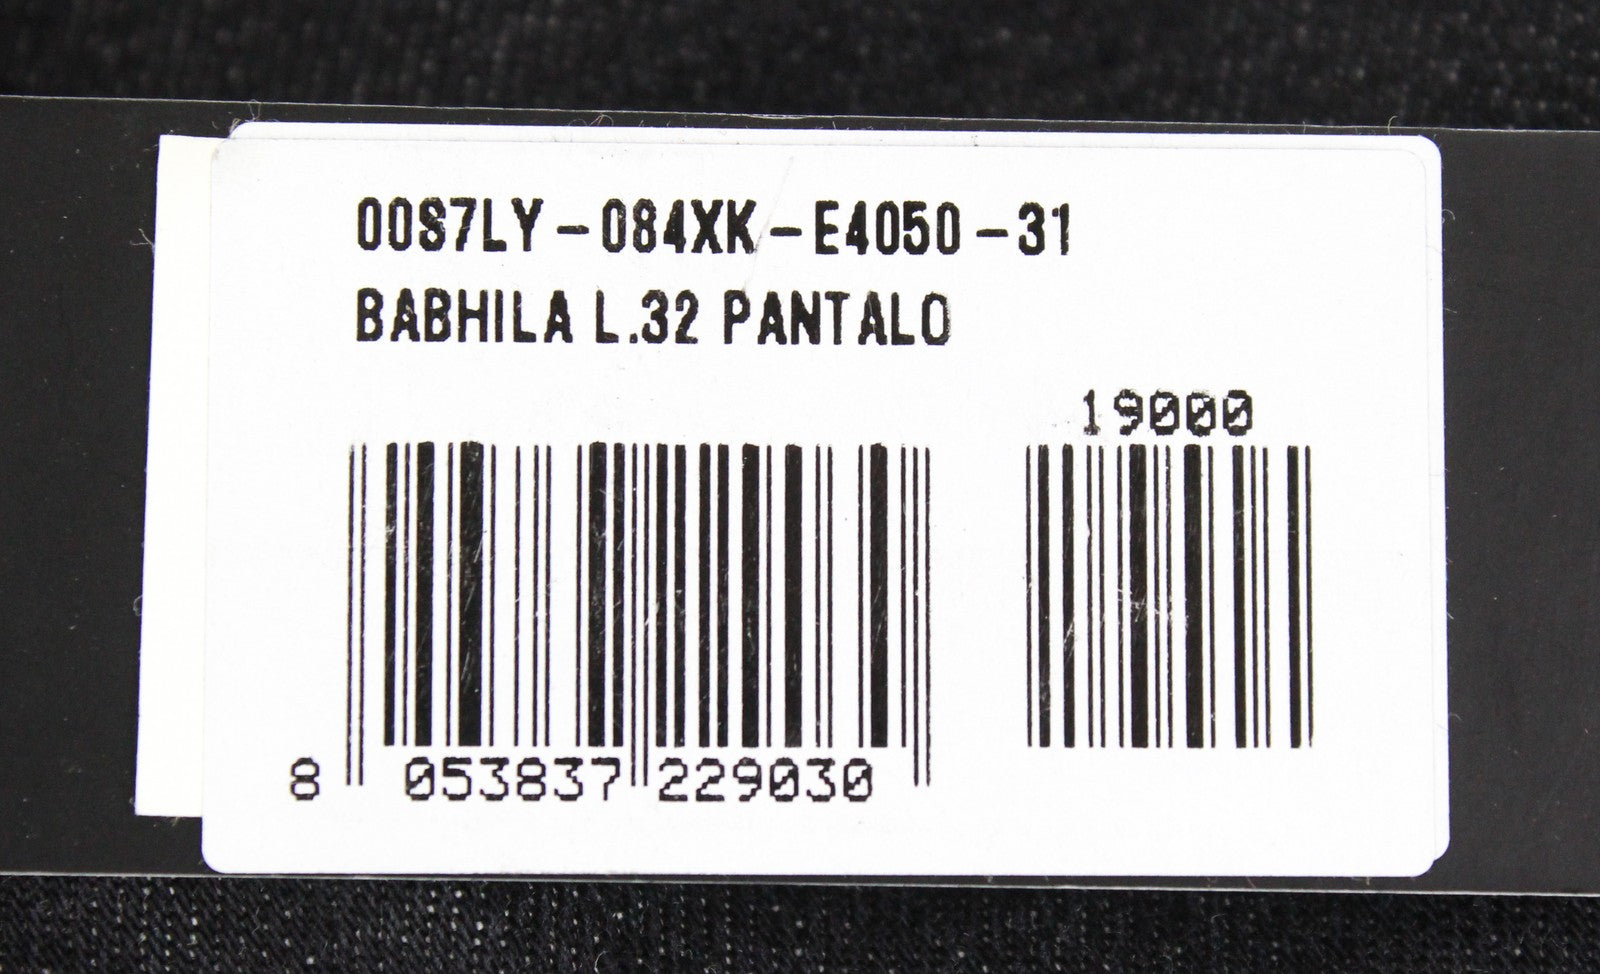 00S7LY-084XK-E4050-31
BABHILA L.32 PANTALO
19000
8 053837 229030